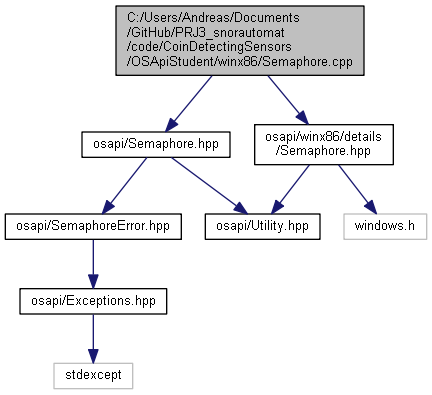 C:/Users/Andreas/Documents
/GitHub/PRJ3_snorautomat
/code/CoinDetectingSensors
/OSApiStudent/winx86/Semaphore.cpp
osapi/Semaphore.hpp
osapi/winx86/details
/Semaphore.hpp
osapi/SemaphoreError.hpp
osapi/Utility.hpp
windows.h
osapi/Exceptions.hpp
stdexcept